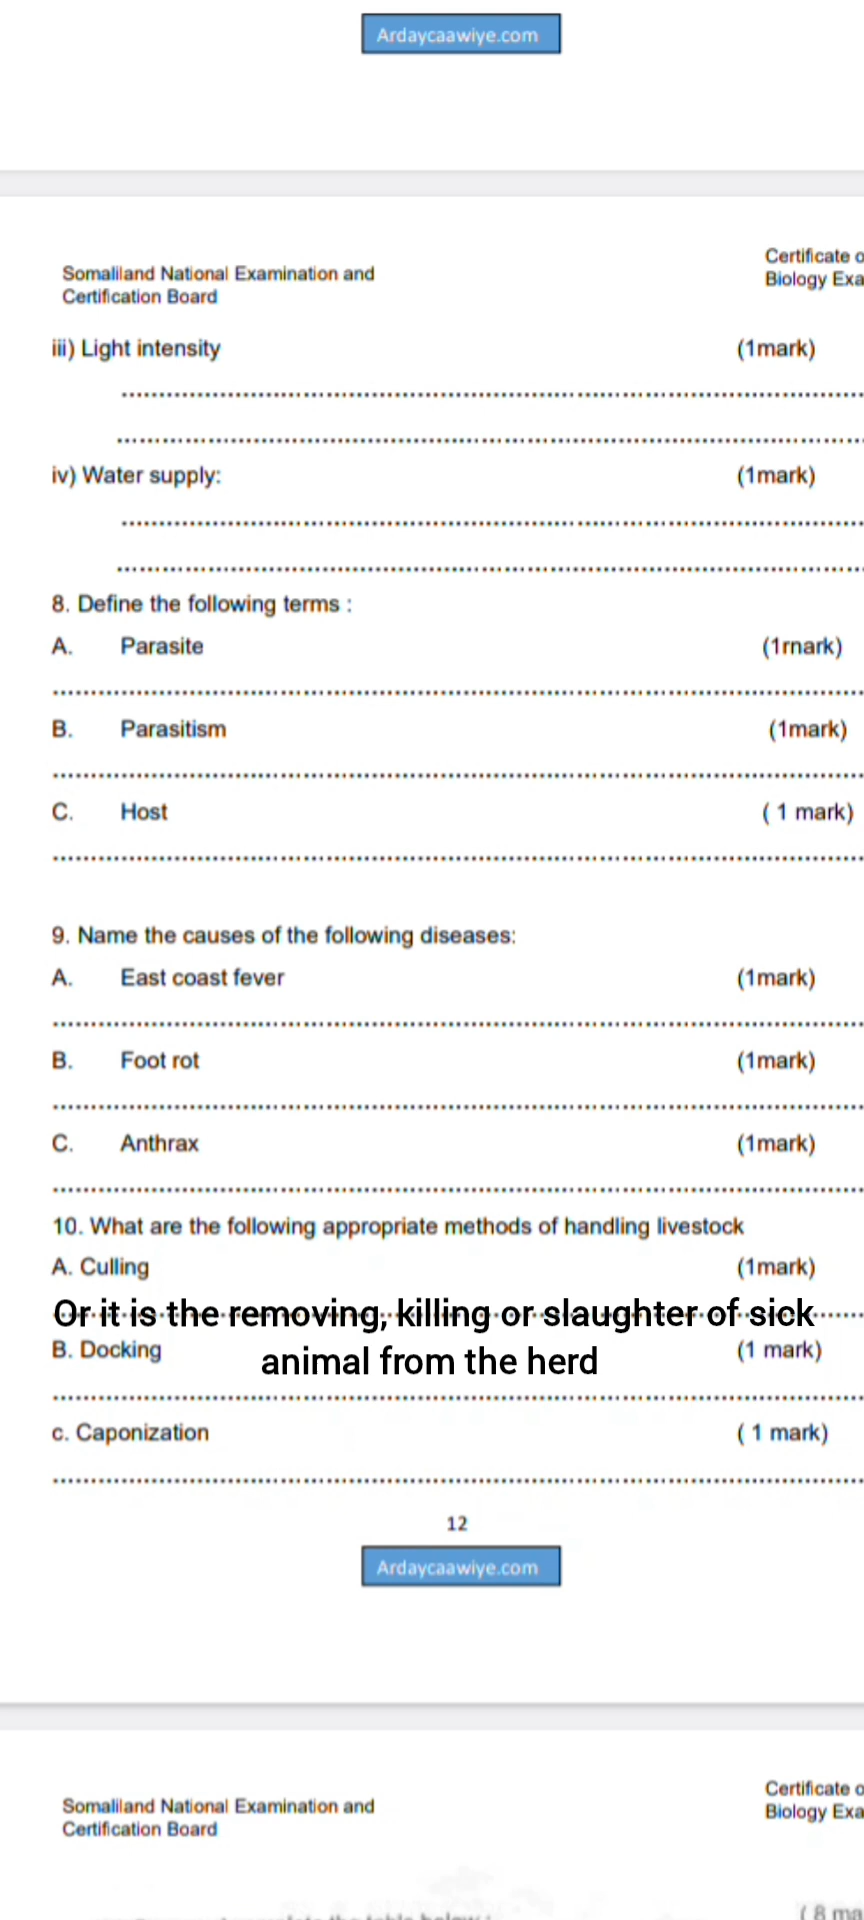 Ardaycaawiye.com
Somaliland National Examination and
Certification Board
Certificate o
Biology Exa
iii) Light intensity (1mark)
iv) Water supply: (1mark)
8. Define the following terms :
A. Parasite (1rnark)
B. Parasitism (1mark)
C. Host ( 1 mark)
9. Name the causes of the following diseases:
A. East coast fever (1mark)
B. Foot rot (1mark)
C. Anthrax (1mark)
10. What are the following appropriate methods of handling livestock
A. Culling (1mark)
Or it is the removing, killing or slaughter of sick
animal from the herd
B. Docking (1 mark)
c. Caponization ( 1 mark)
12
Ardaycaawiye.com
Somaliland National Examination and
Certification Board
Certificate o
Biology Exa
( 8 ma